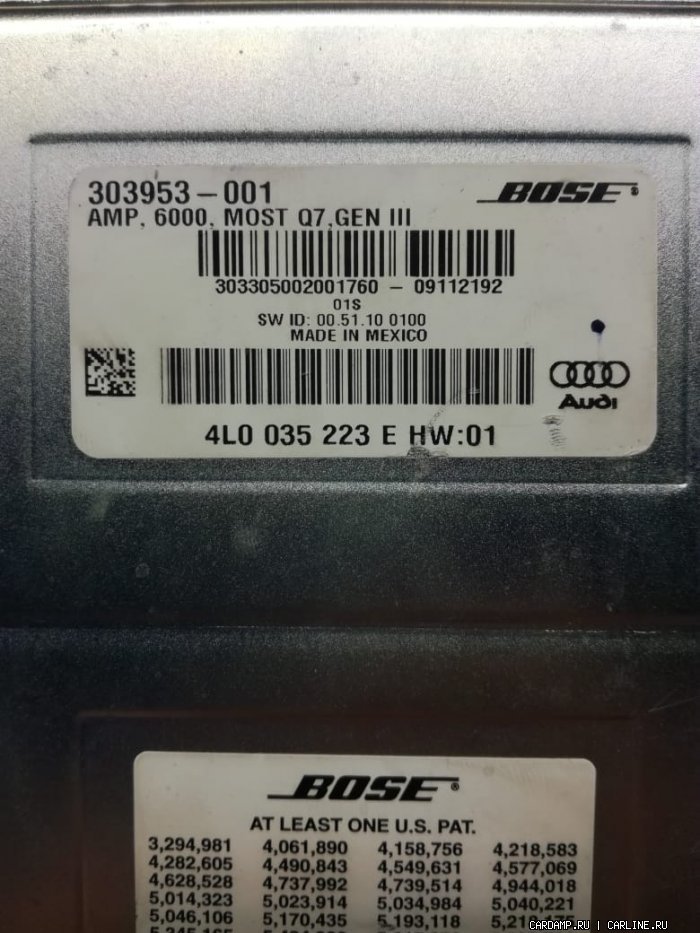 303953-001 BOSE®
AMP, 6000, MOST Q7,GEN III
303305002001760 - 09112192
01S
SW ID: 00.51.10 0100
MADE IN MEXICO
Audi
4L0 035 223 E HW:01
BOSE®
AT LEAST ONE U.S. PAT.
3,294,981 4,061,890 4,158,756 4,218,583
4,282,605 4,490,843 4,549,631 4,577,069
4,628,528 4,737,992 4,739,514 4,944,018
5,014,323 5,023,914 5,034,984 5,040,221
5,046,106 5,170,435 5,193,118
CARDAMP.RU | CARLINE.RU